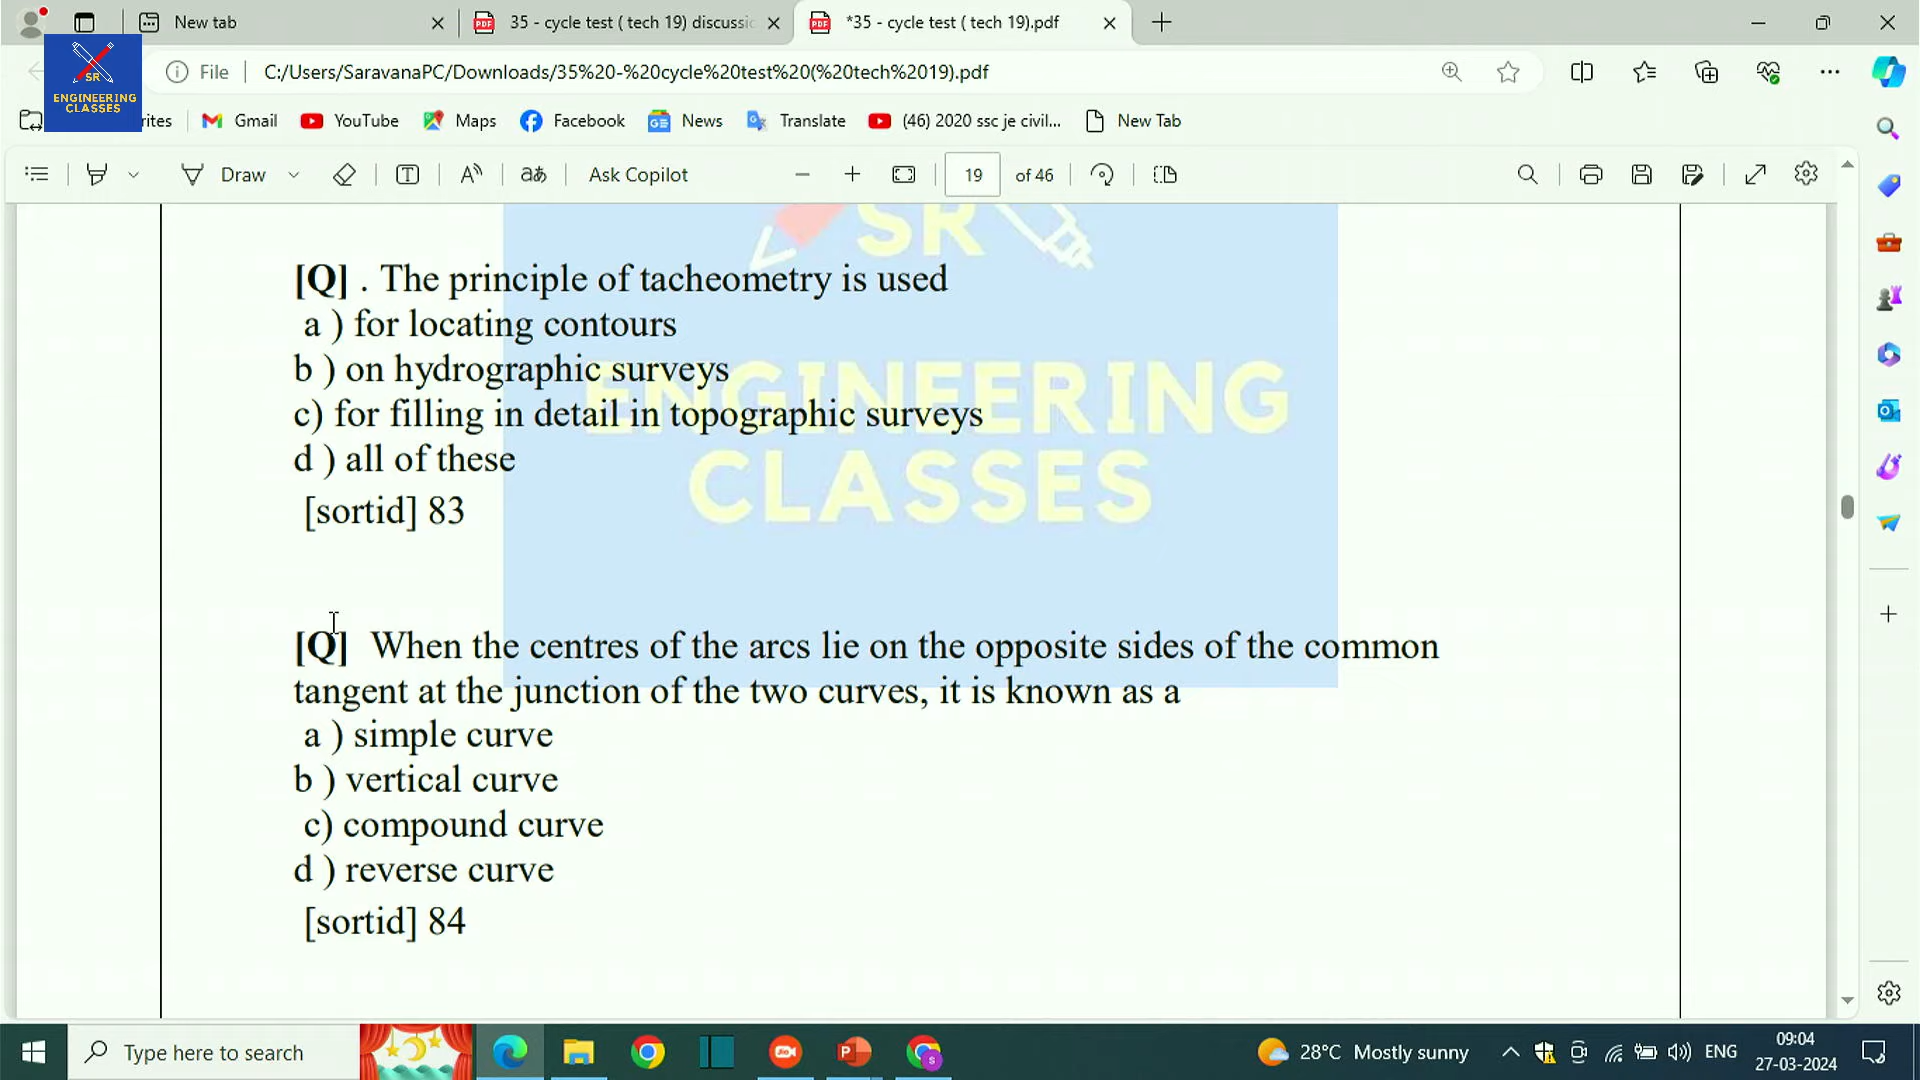 New tab
35 - cycle test ( tech 19) discussic
*35 - cycle test ( tech 19).pdf
File
C:/Users/SaravanaPC/Downloads/35%20-%20cycle%20test%20(%20tech%2019).pdf
SR
ENGINEERING
CLASSES
rites
Gmail
YouTube
Maps
Facebook
News
Translate
(46) 2020 ssc je civil...
New Tab
Draw
Ask Copilot
19
of 46
SR
ENGINEERING
CLASSES
[Q] . The principle of tacheometry is used
a ) for locating contours
b ) on hydrographic surveys
c) for filling in detail in topographic surveys
d ) all of these
[sortid] 83
[Q] When the centres of the arcs lie on the opposite sides of the common
tangent at the junction of the two curves, it is known as a
a ) simple curve
b ) vertical curve
c) compound curve
d ) reverse curve
[sortid] 84
Type here to search
28°C Mostly sunny
ENG
09:04
27-03-2024